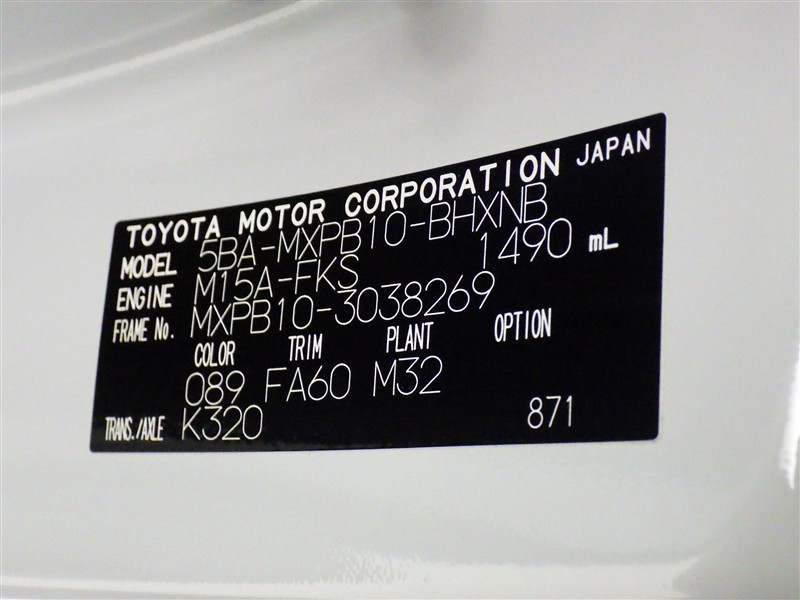 TOYOTA MOTOR CORPORATION JAPAN
MODEL 5BA-MXPB10-BHXNB
ENGINE M15A-FKS 1490 mL
FRAME No. MXPB10-3038269
COLOR TRIM PLANT OPTION
089 FA60 M32
TRANS./AXLE K320 871